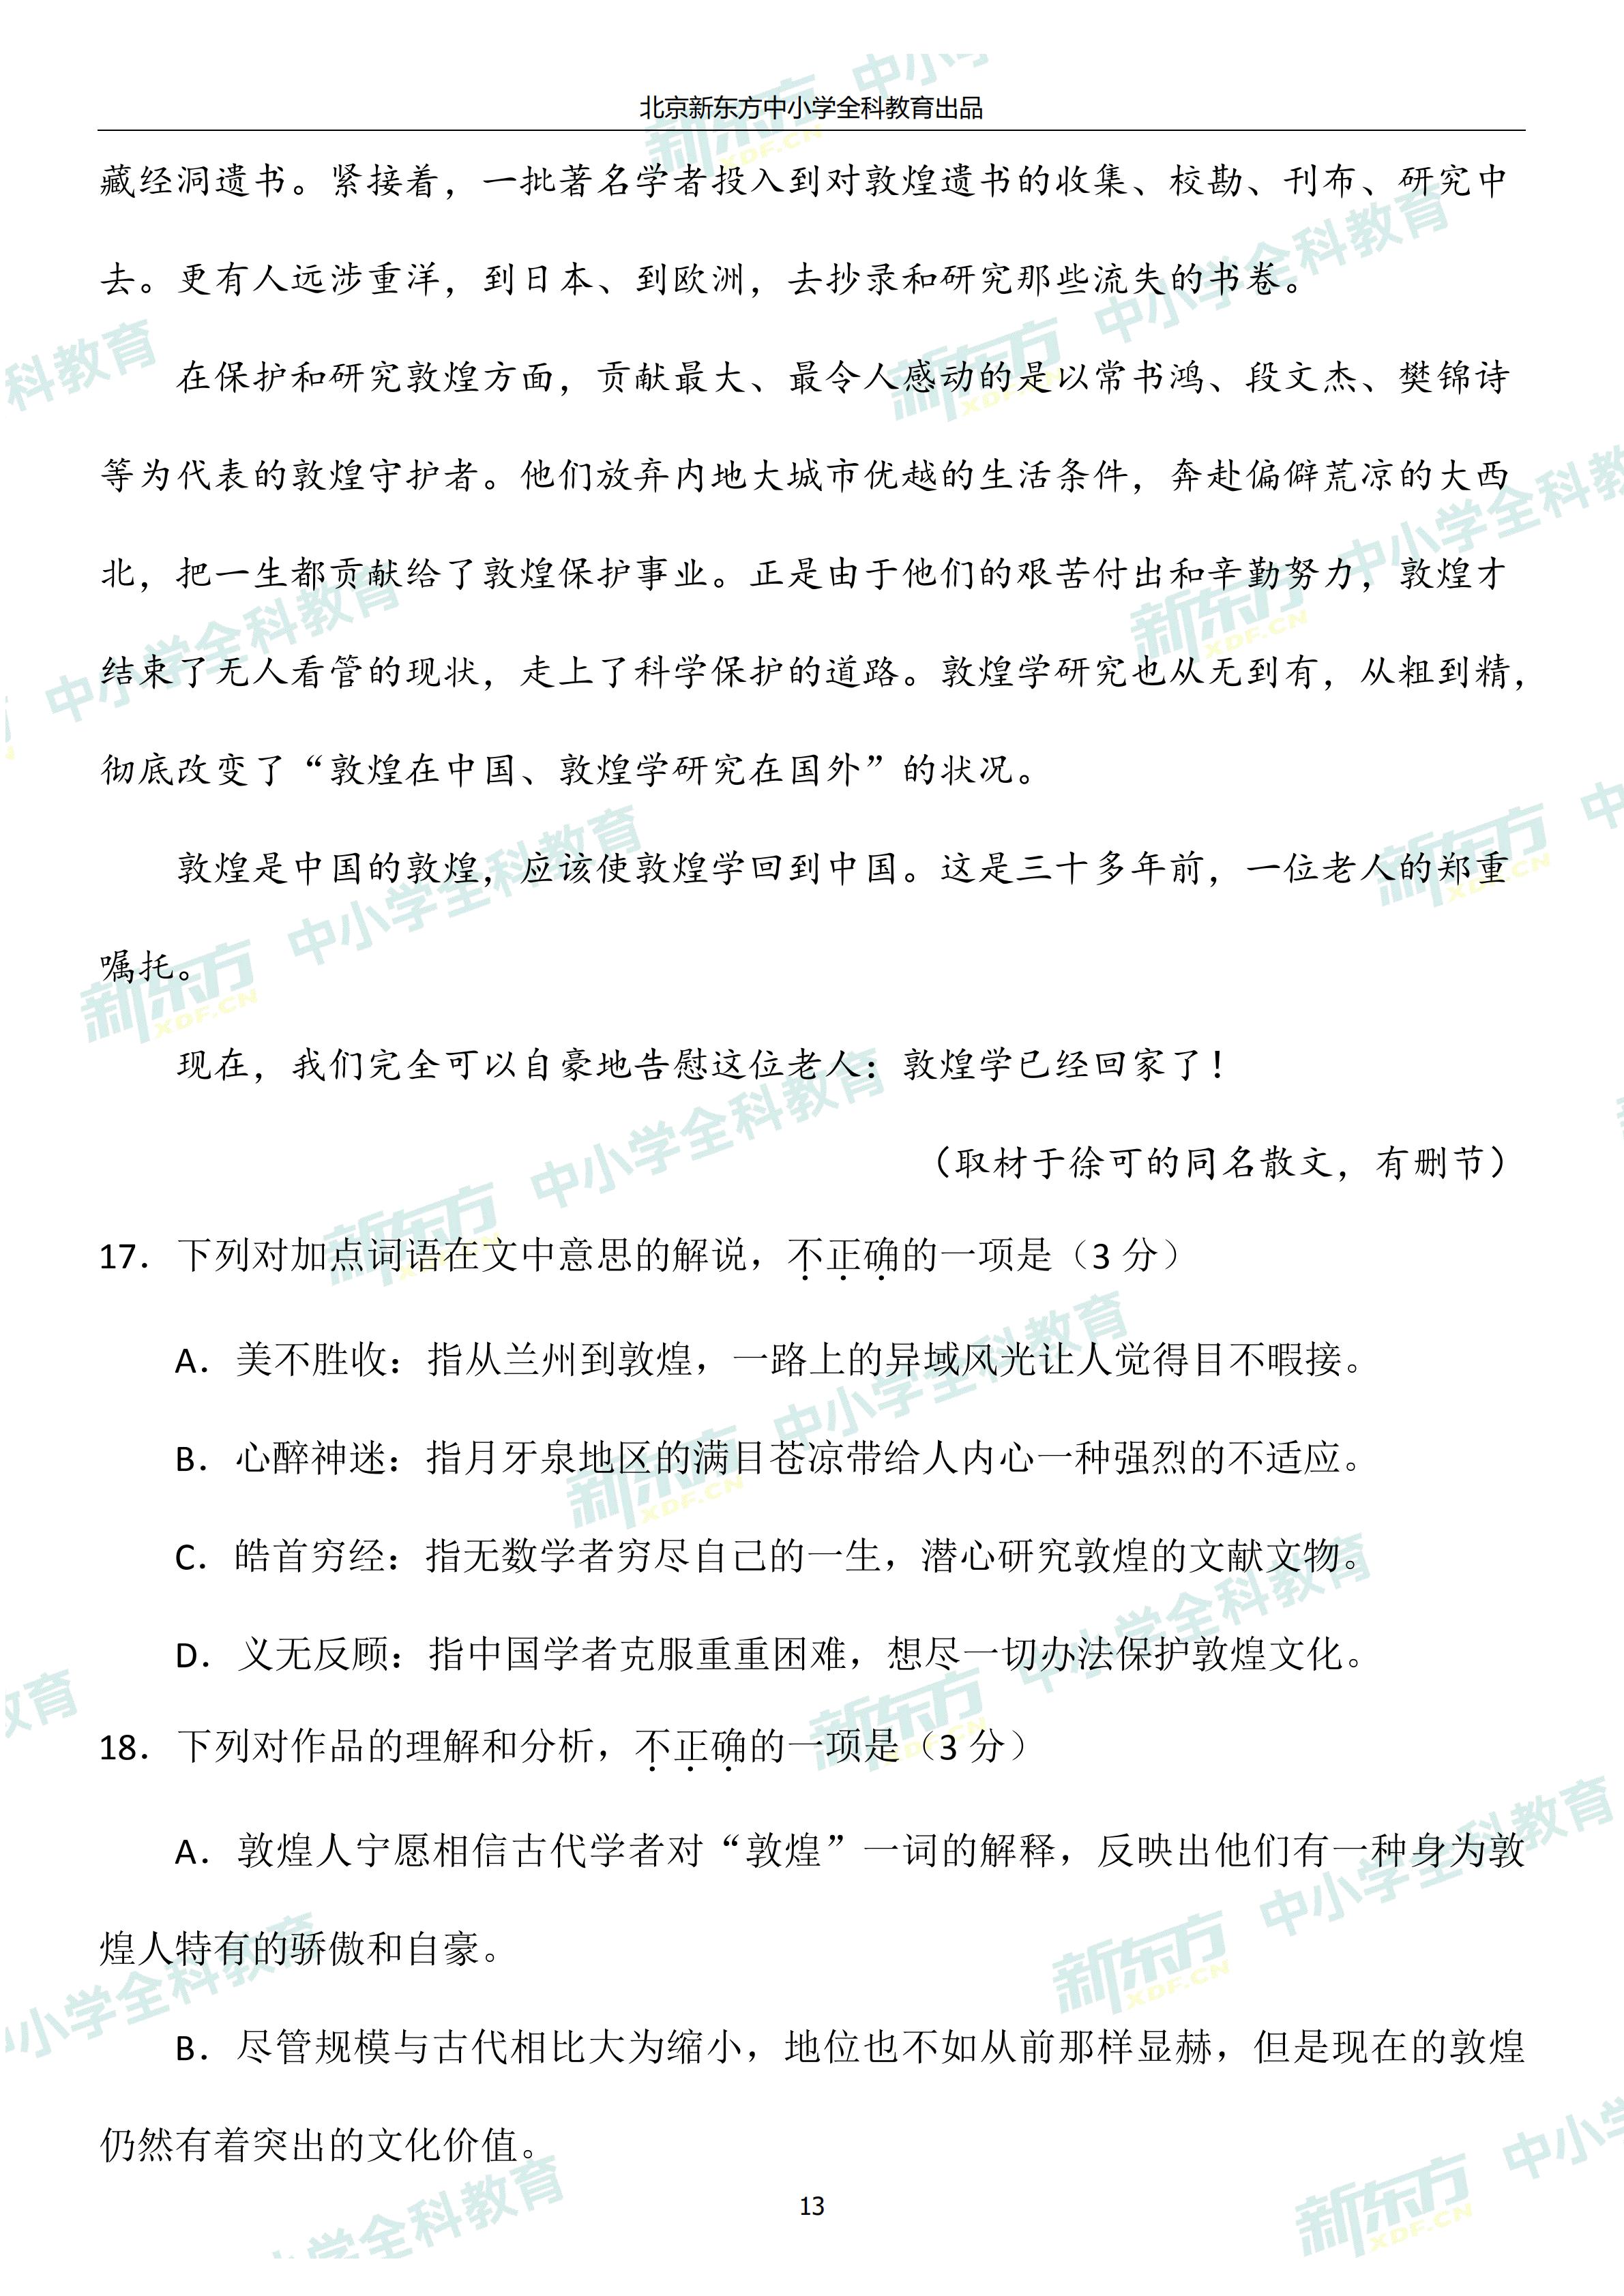 北京新东方中小学全科教育出品
藏经洞遗书。紧接着，一批著名学者投入到对敦煌遗书的收集、校勘、刊布、研究中
去。更有人远涉重洋，到日本、到欧洲，去抄录和研究那些流失的书卷。
在保护和研究敦煌方面，贡献最大、最令人感动的是以常书鸿、段文杰、樊锦诗
等为代表的敦煌守护者。他们放弃内地大城市优越的生活条件，奔赴偏僻荒凉的大西
北，把一生都贡献给了敦煌保护事业。正是由于他们的艰苦付出和辛勤努力，敦煌才
结束了无人看管的现状，走上了科学保护的道路。敦煌学研究也从无到有，从粗到精，
彻底改变了“敦煌在中国、敦煌学研究在国外”的状况。
敦煌是中国的敦煌，应该使敦煌学回到中国。这是三十多年前，一位老人的郑重
嘱托。
现在，我们完全可以自豪地告慰这位老人：敦煌学已经回家了！
（取材于徐可的同名散文，有删节）
17．下列对加点词语在文中意思的解说，不正确的一项是（3 分）
A．美不胜收：指从兰州到敦煌，一路上的异域风光让人觉得目不暇接。
B．心醉神迷：指月牙泉地区的满目苍凉带给人内心一种强烈的不适应。
C．皓首穷经：指无数学者穷尽自己的一生，潜心研究敦煌的文献文物。
D．义无反顾：指中国学者克服重重困难，想尽一切办法保护敦煌文化。
18．下列对作品的理解和分析，不正确的一项是（3 分）
A．敦煌人宁愿相信古代学者对“敦煌”一词的解释，反映出他们有一种身为敦
煌人特有的骄傲和自豪。
B．尽管规模与古代相比大为缩小，地位也不如从前那样显赫，但是现在的敦煌
仍然有着突出的文化价值。
13